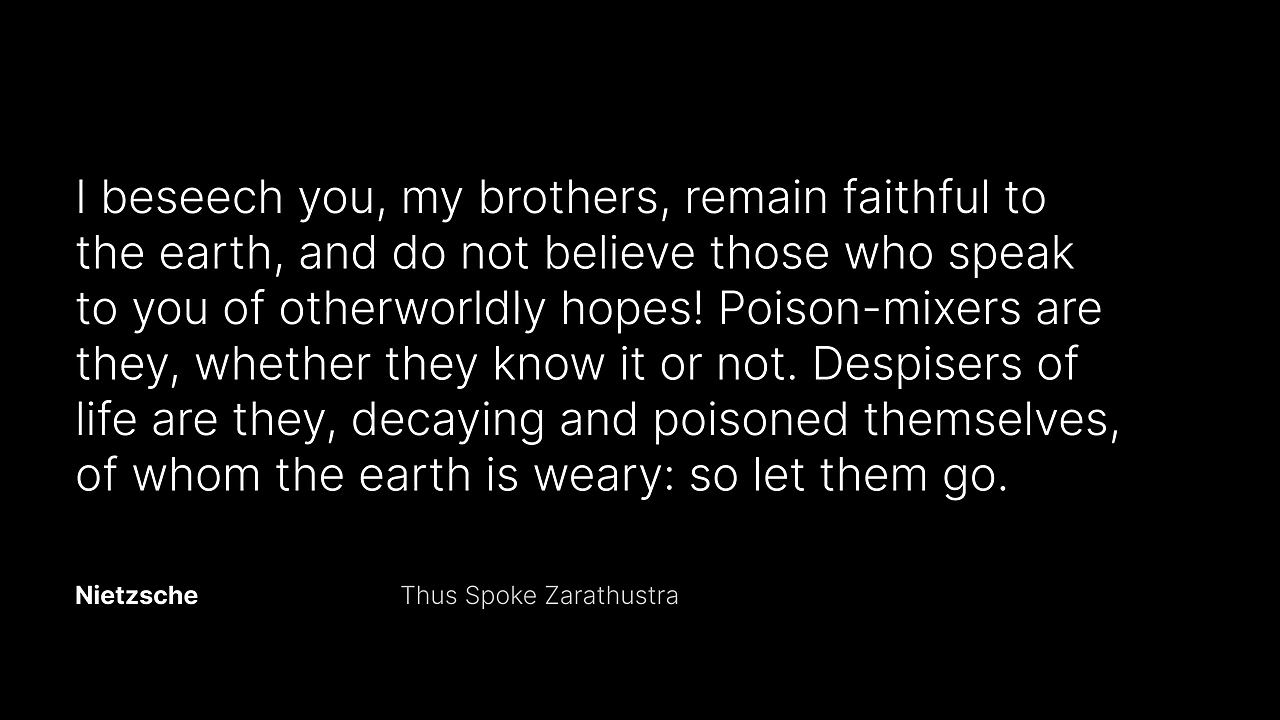 I beseech you, my brothers, remain faithful to
the earth, and do not believe those who speak
to you of otherworldly hopes! Poison-mixers are
they, whether they know it or not. Despisers of
life are they, decaying and poisoned themselves,
of whom the earth is weary: so let them go.
Nietzsche Thus Spoke Zarathustra